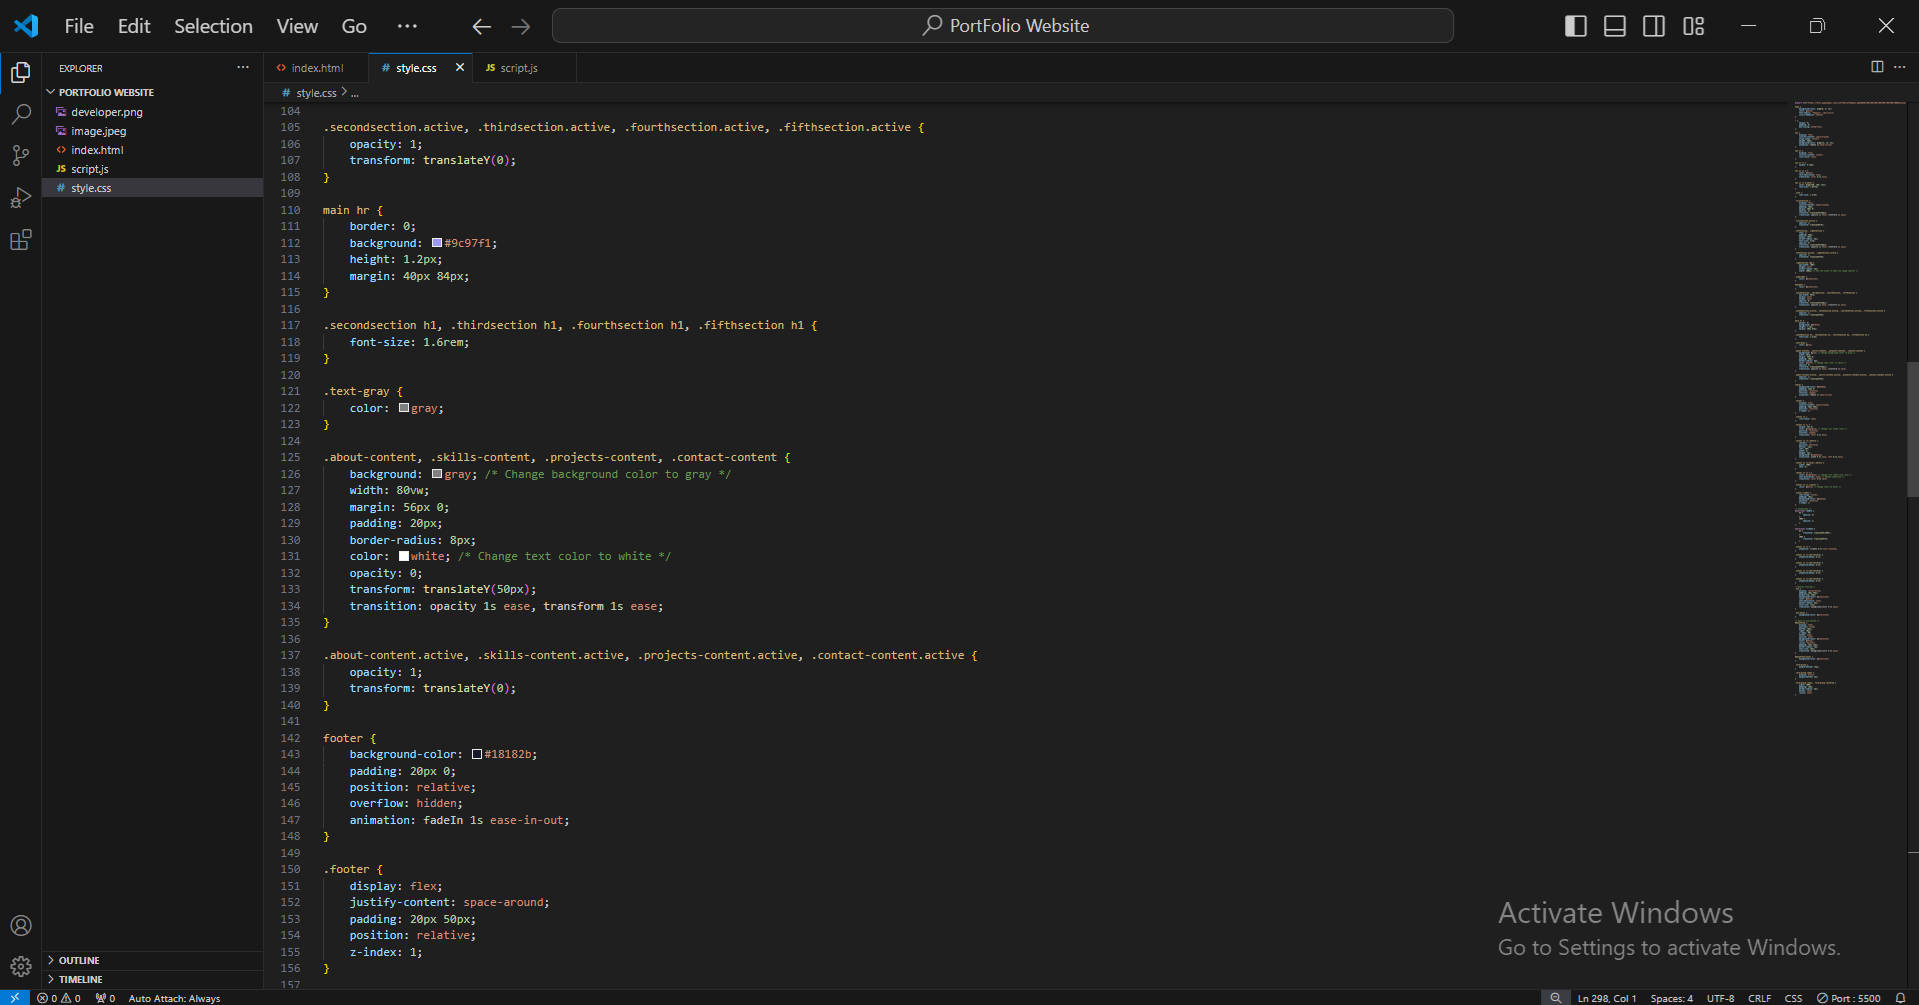 File Edit Selection View Go ··· PortFolio Website
EXPLORER ···
PORTFOLIO WEBSITE
developer.png
image.jpeg
<> index.html
JS script.js
# style.css
OUTLINE
TIMELINE
<> index.html # style.css × JS script.js ···
# style.css > ...
104
105 .secondsection.active, .thirdsection.active, .fourthsection.active, .fifthsection.active {
106     opacity: 1;
107     transform: translateY(0);
108 }
109
110 main hr {
111     border: 0;
112     background: #9c97f1;
113     height: 1.2px;
114     margin: 40px 84px;
115 }
116
117 .secondsection h1, .thirdsection h1, .fourthsection h1, .fifthsection h1 {
118     font-size: 1.6rem;
119 }
120
121 .text-gray {
122     color: gray;
123 }
124
125 .about-content, .skills-content, .projects-content, .contact-content {
126     background: gray; /* Change background color to gray */
127     width: 80vw;
128     margin: 56px 0;
129     padding: 20px;
130     border-radius: 8px;
131     color: white; /* Change text color to white */
132     opacity: 0;
133     transform: translateY(50px);
134     transition: opacity 1s ease, transform 1s ease;
135 }
136
137 .about-content.active, .skills-content.active, .projects-content.active, .contact-content.active {
138     opacity: 1;
139     transform: translateY(0);
140 }
141
142 footer {
143     background-color: #18182b;
144     padding: 20px 0;
145     position: relative;
146     overflow: hidden;
147     animation: fadeIn 1s ease-in-out;
148 }
149
150 .footer {
151     display: flex;
152     justify-content: space-around;
153     padding: 20px 50px;
154     position: relative;
155     z-index: 1;
156 }
157
Activate Windows
Go to Settings to activate Windows.
0 0 0 Auto Attach: Always Ln 298, Col 1 Spaces: 4 UTF-8 CRLF CSS Port : 5500